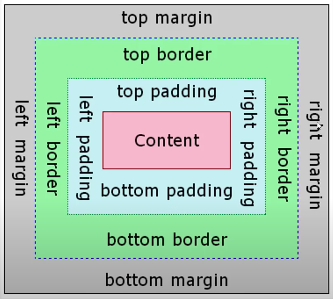 top margin
top border
top padding
left margin
left border
left padding
Content
right padding
right border
right margin
bottom padding
bottom border
bottom margin